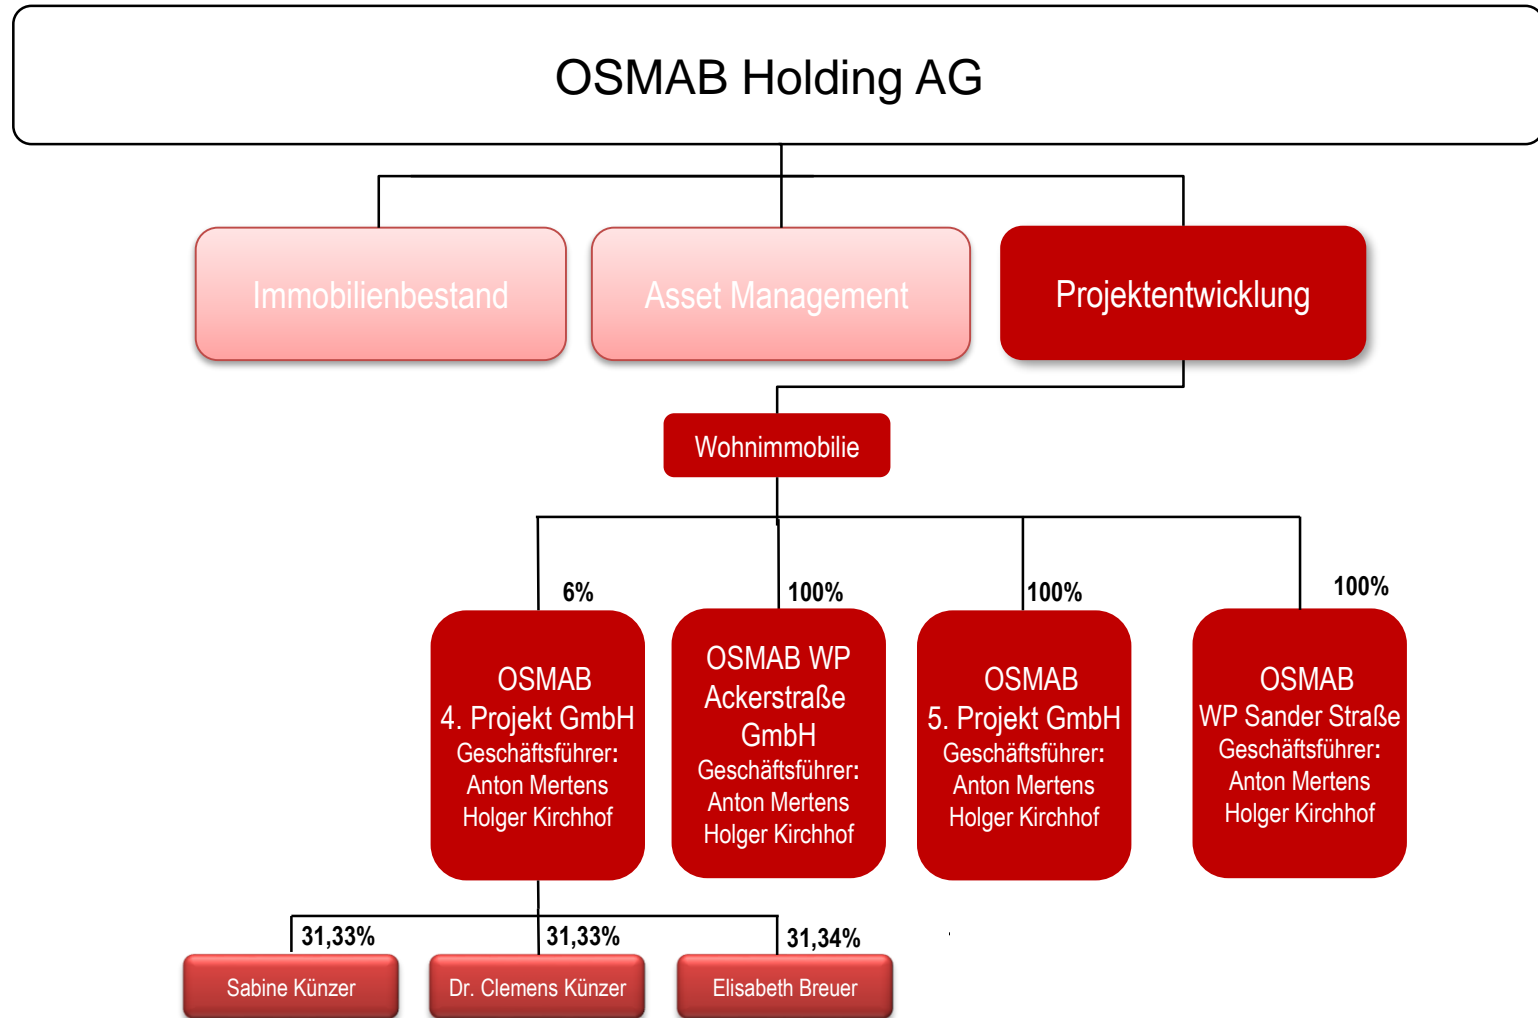 OSMAB Holding AG
Immobilienbestand
Asset Management
Projektentwicklung
Wohnimmobilie
6%
100%
100%
100%
OSMAB
4. Projekt GmbH
Geschäftsführer:
Anton Mertens
Holger Kirchhof
OSMAB WP
Ackerstraße
GmbH
Geschäftsführer:
Anton Mertens
Holger Kirchhof
OSMAB
5. Projekt GmbH
Geschäftsführer:
Anton Mertens
Holger Kirchhof
OSMAB
WP Sander Straße
Geschäftsführer:
Anton Mertens
Holger Kirchhof
31,33%
31,33%
31,34%
Sabine Künzer
Dr. Clemens Künzer
Elisabeth Breuer